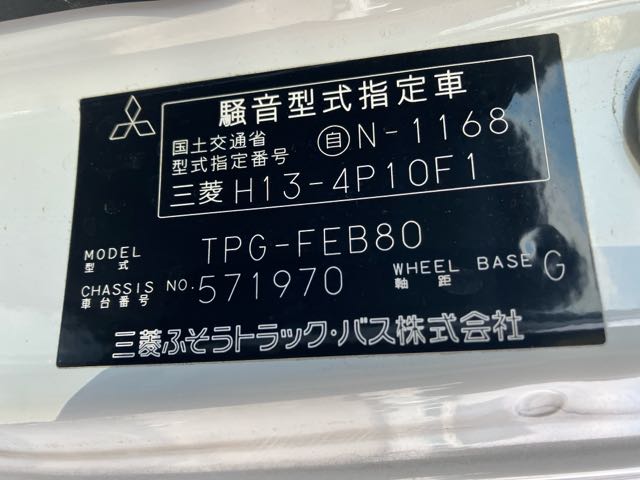 騒音型式指定車
国土交通省
型式指定番号 自N-1168
三菱 H13-4P10F1
MODEL TPG-FEB80
型式
CHASSIS NO. 571970 WHEEL BASE G
車台番号 軸距
三菱ふそうトラック・バス株式会社